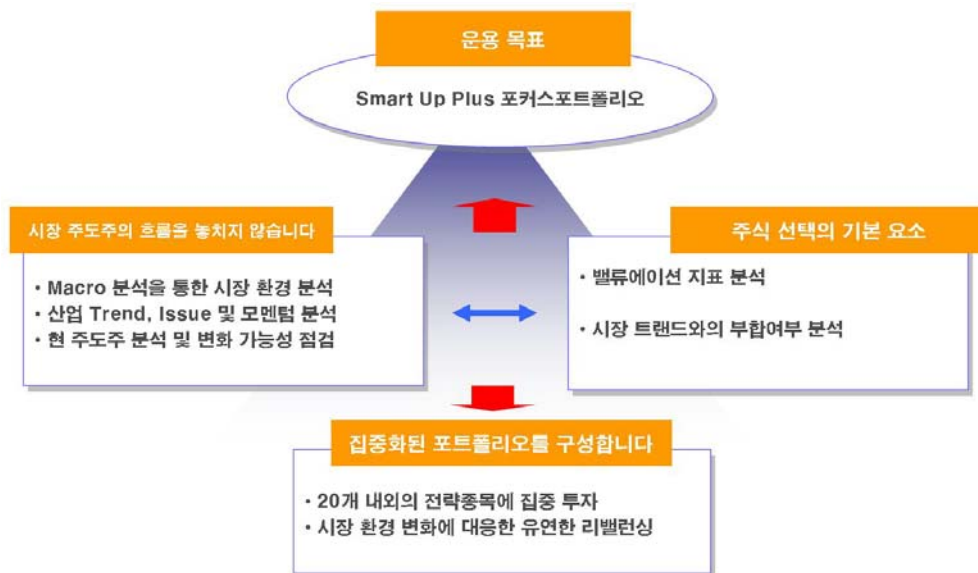 운용 목표
Smart Up Plus 포커스포트폴리오
시장 주도주의 흐름을 놓치지 않습니다
• Macro 분석을 통한 시장 환경 분석
• 산업 Trend, Issue 및 모멘텀 분석
• 현 주도주 분석 및 변화 가능성 점검
주식 선택의 기본 요소
• 밸류에이션 지표 분석
• 시장 트랜드와의 부합여부 분석
집중화된 포트폴리오를 구성합니다
• 20개 내외의 전략종목에 집중 투자
• 시장 환경 변화에 대응한 유연한 리밸런싱